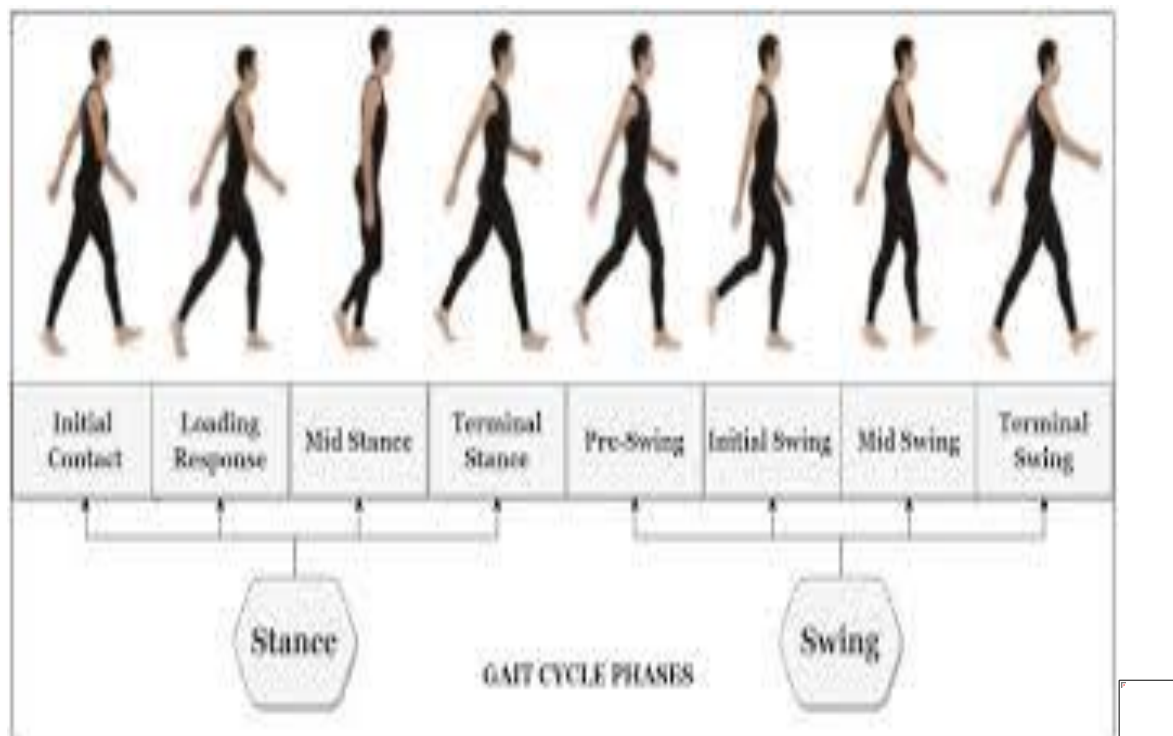 Initial
Contact
Loading
Response
Mid Stance
Terminal
Stance
Pre-Swing
Initial Swing
Mid Swing
Terminal
Swing
Stance
Swing
GAIT CYCLE PHASES